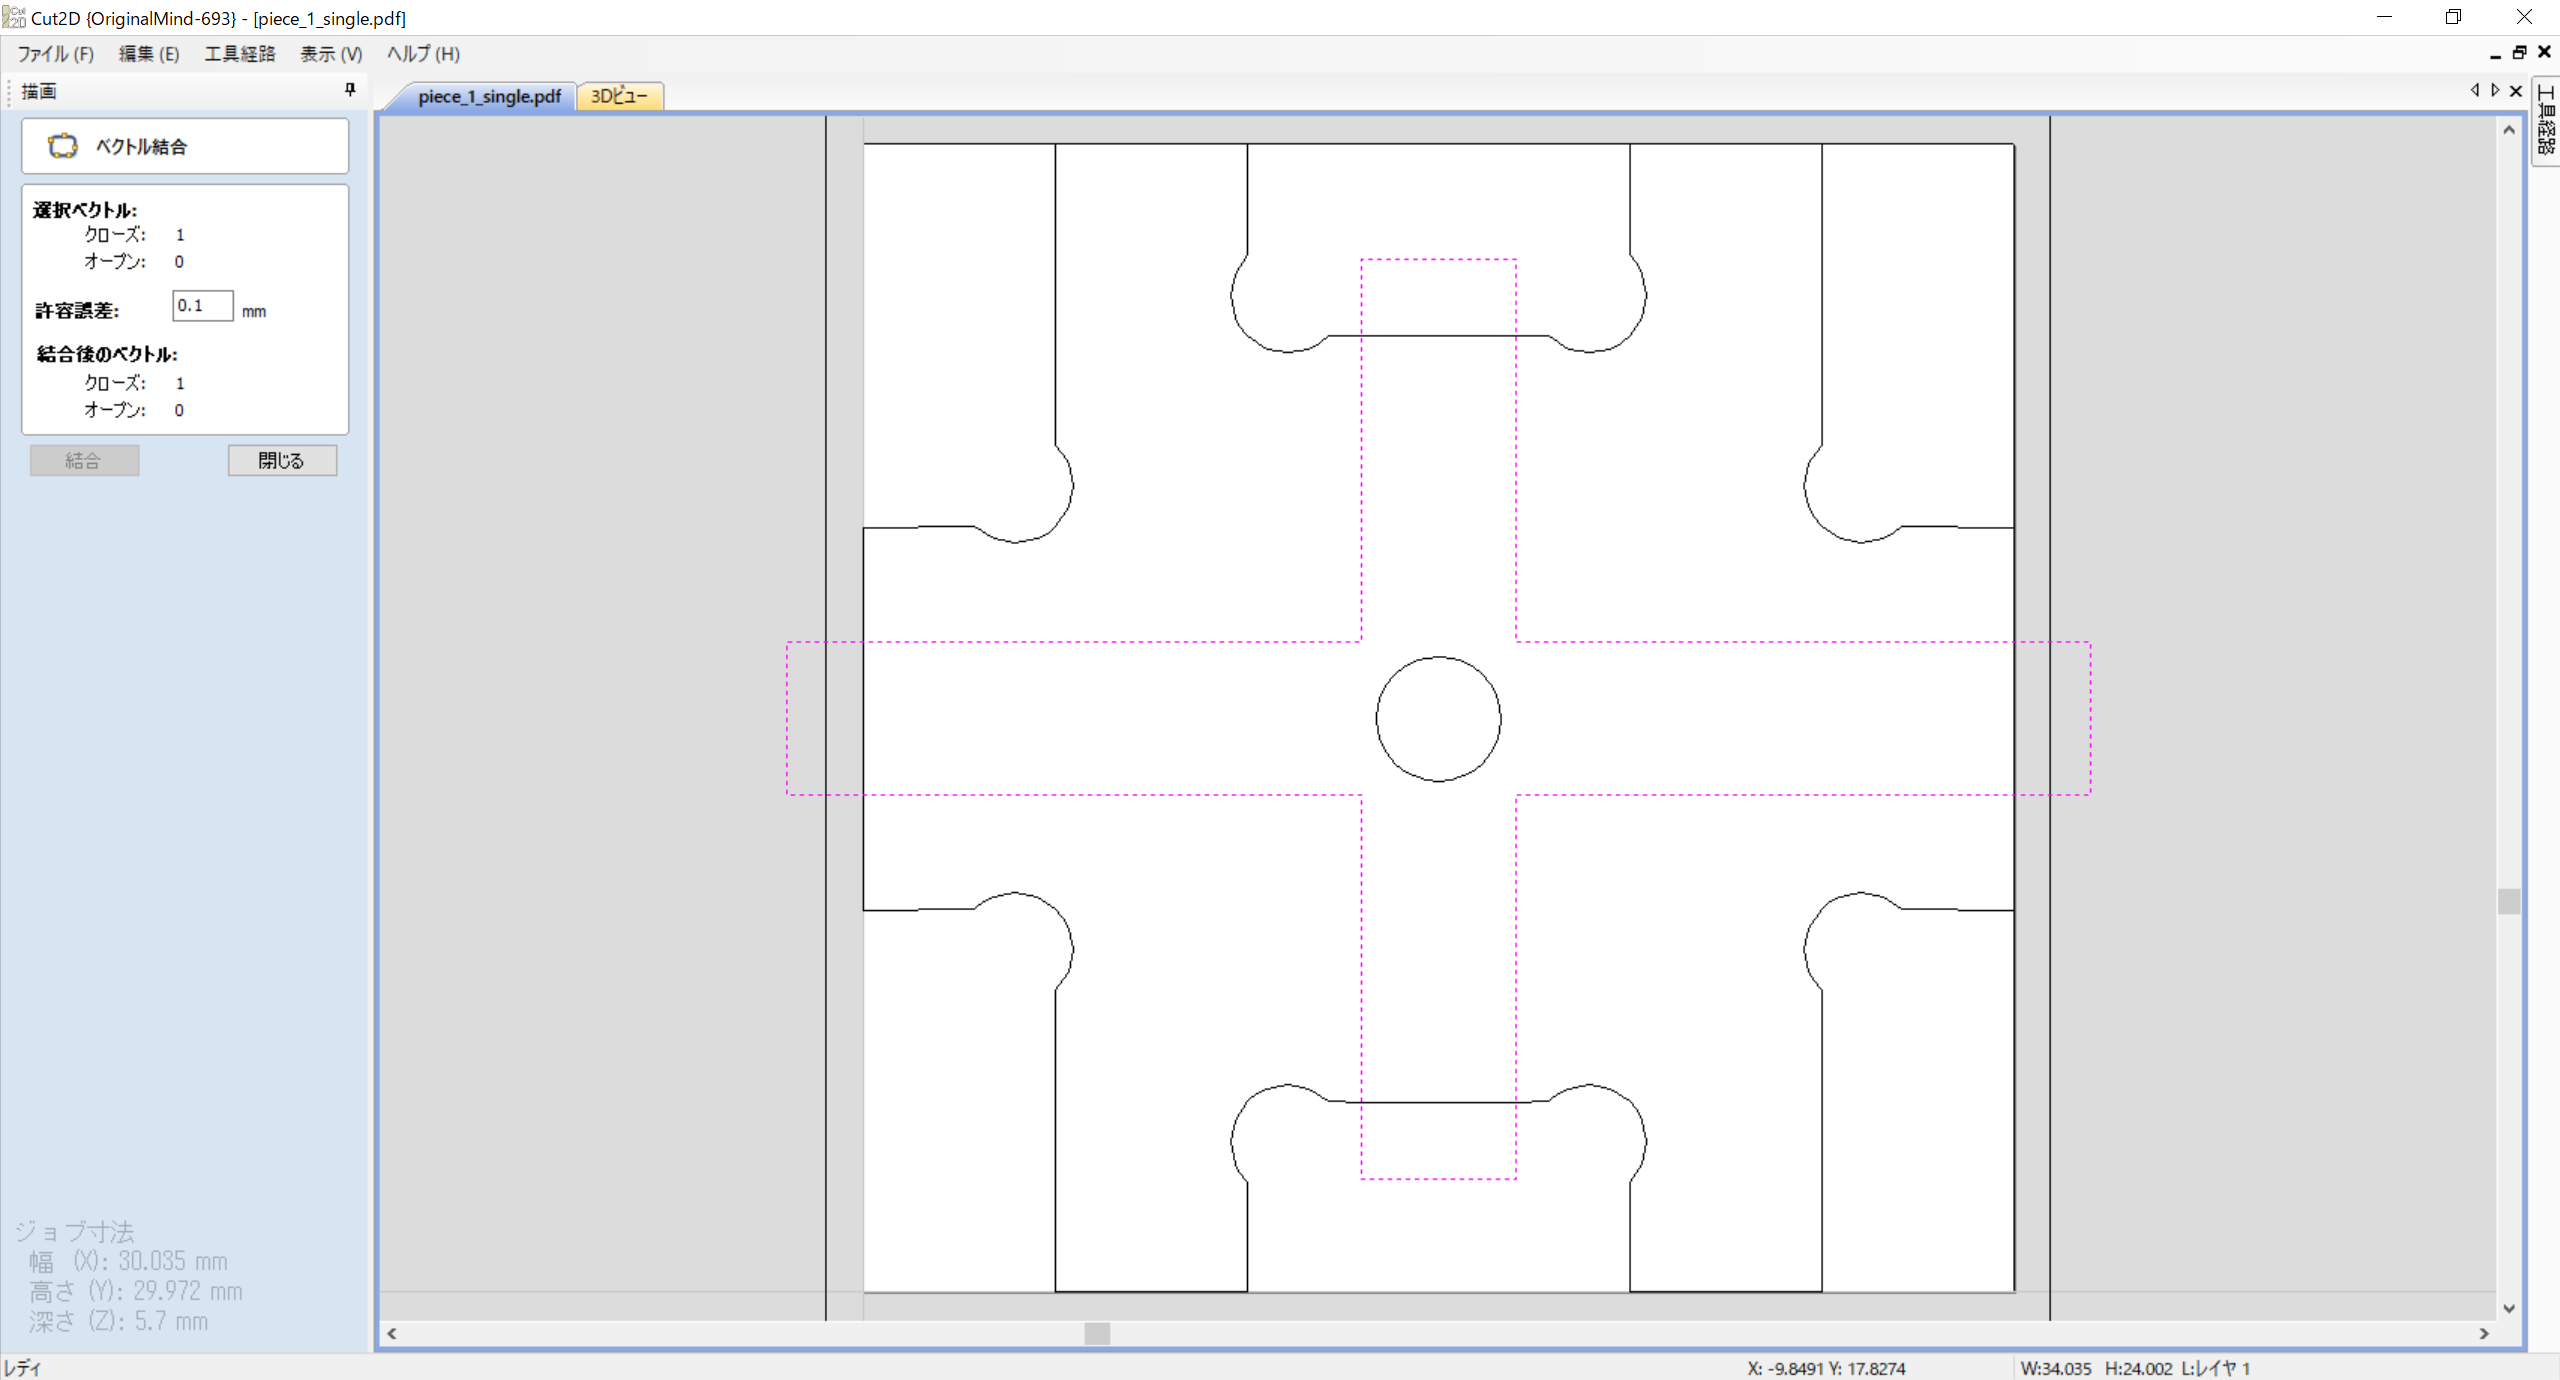 Cut2D {OriginalMind-693} - [piece_1_single.pdf]
ファイル (F) 編集 (E) 工具経路 表示 (V) ヘルプ (H)
描画
piece_1_single.pdf 3Dビュー
工具経路
ベクトル結合
選択ベクトル:
クローズ: 1
オープン: 0
許容誤差: 0.1 mm
結合後のベクトル:
クローズ: 1
オープン: 0
結合 閉じる
ジョブ寸法
幅 (X): 30.035 mm
高さ (Y): 29.972 mm
深さ (Z): 5.7 mm
レディ X: -9.8491 Y: 17.8274 W:34.035 H:24.002 L:レイヤ 1